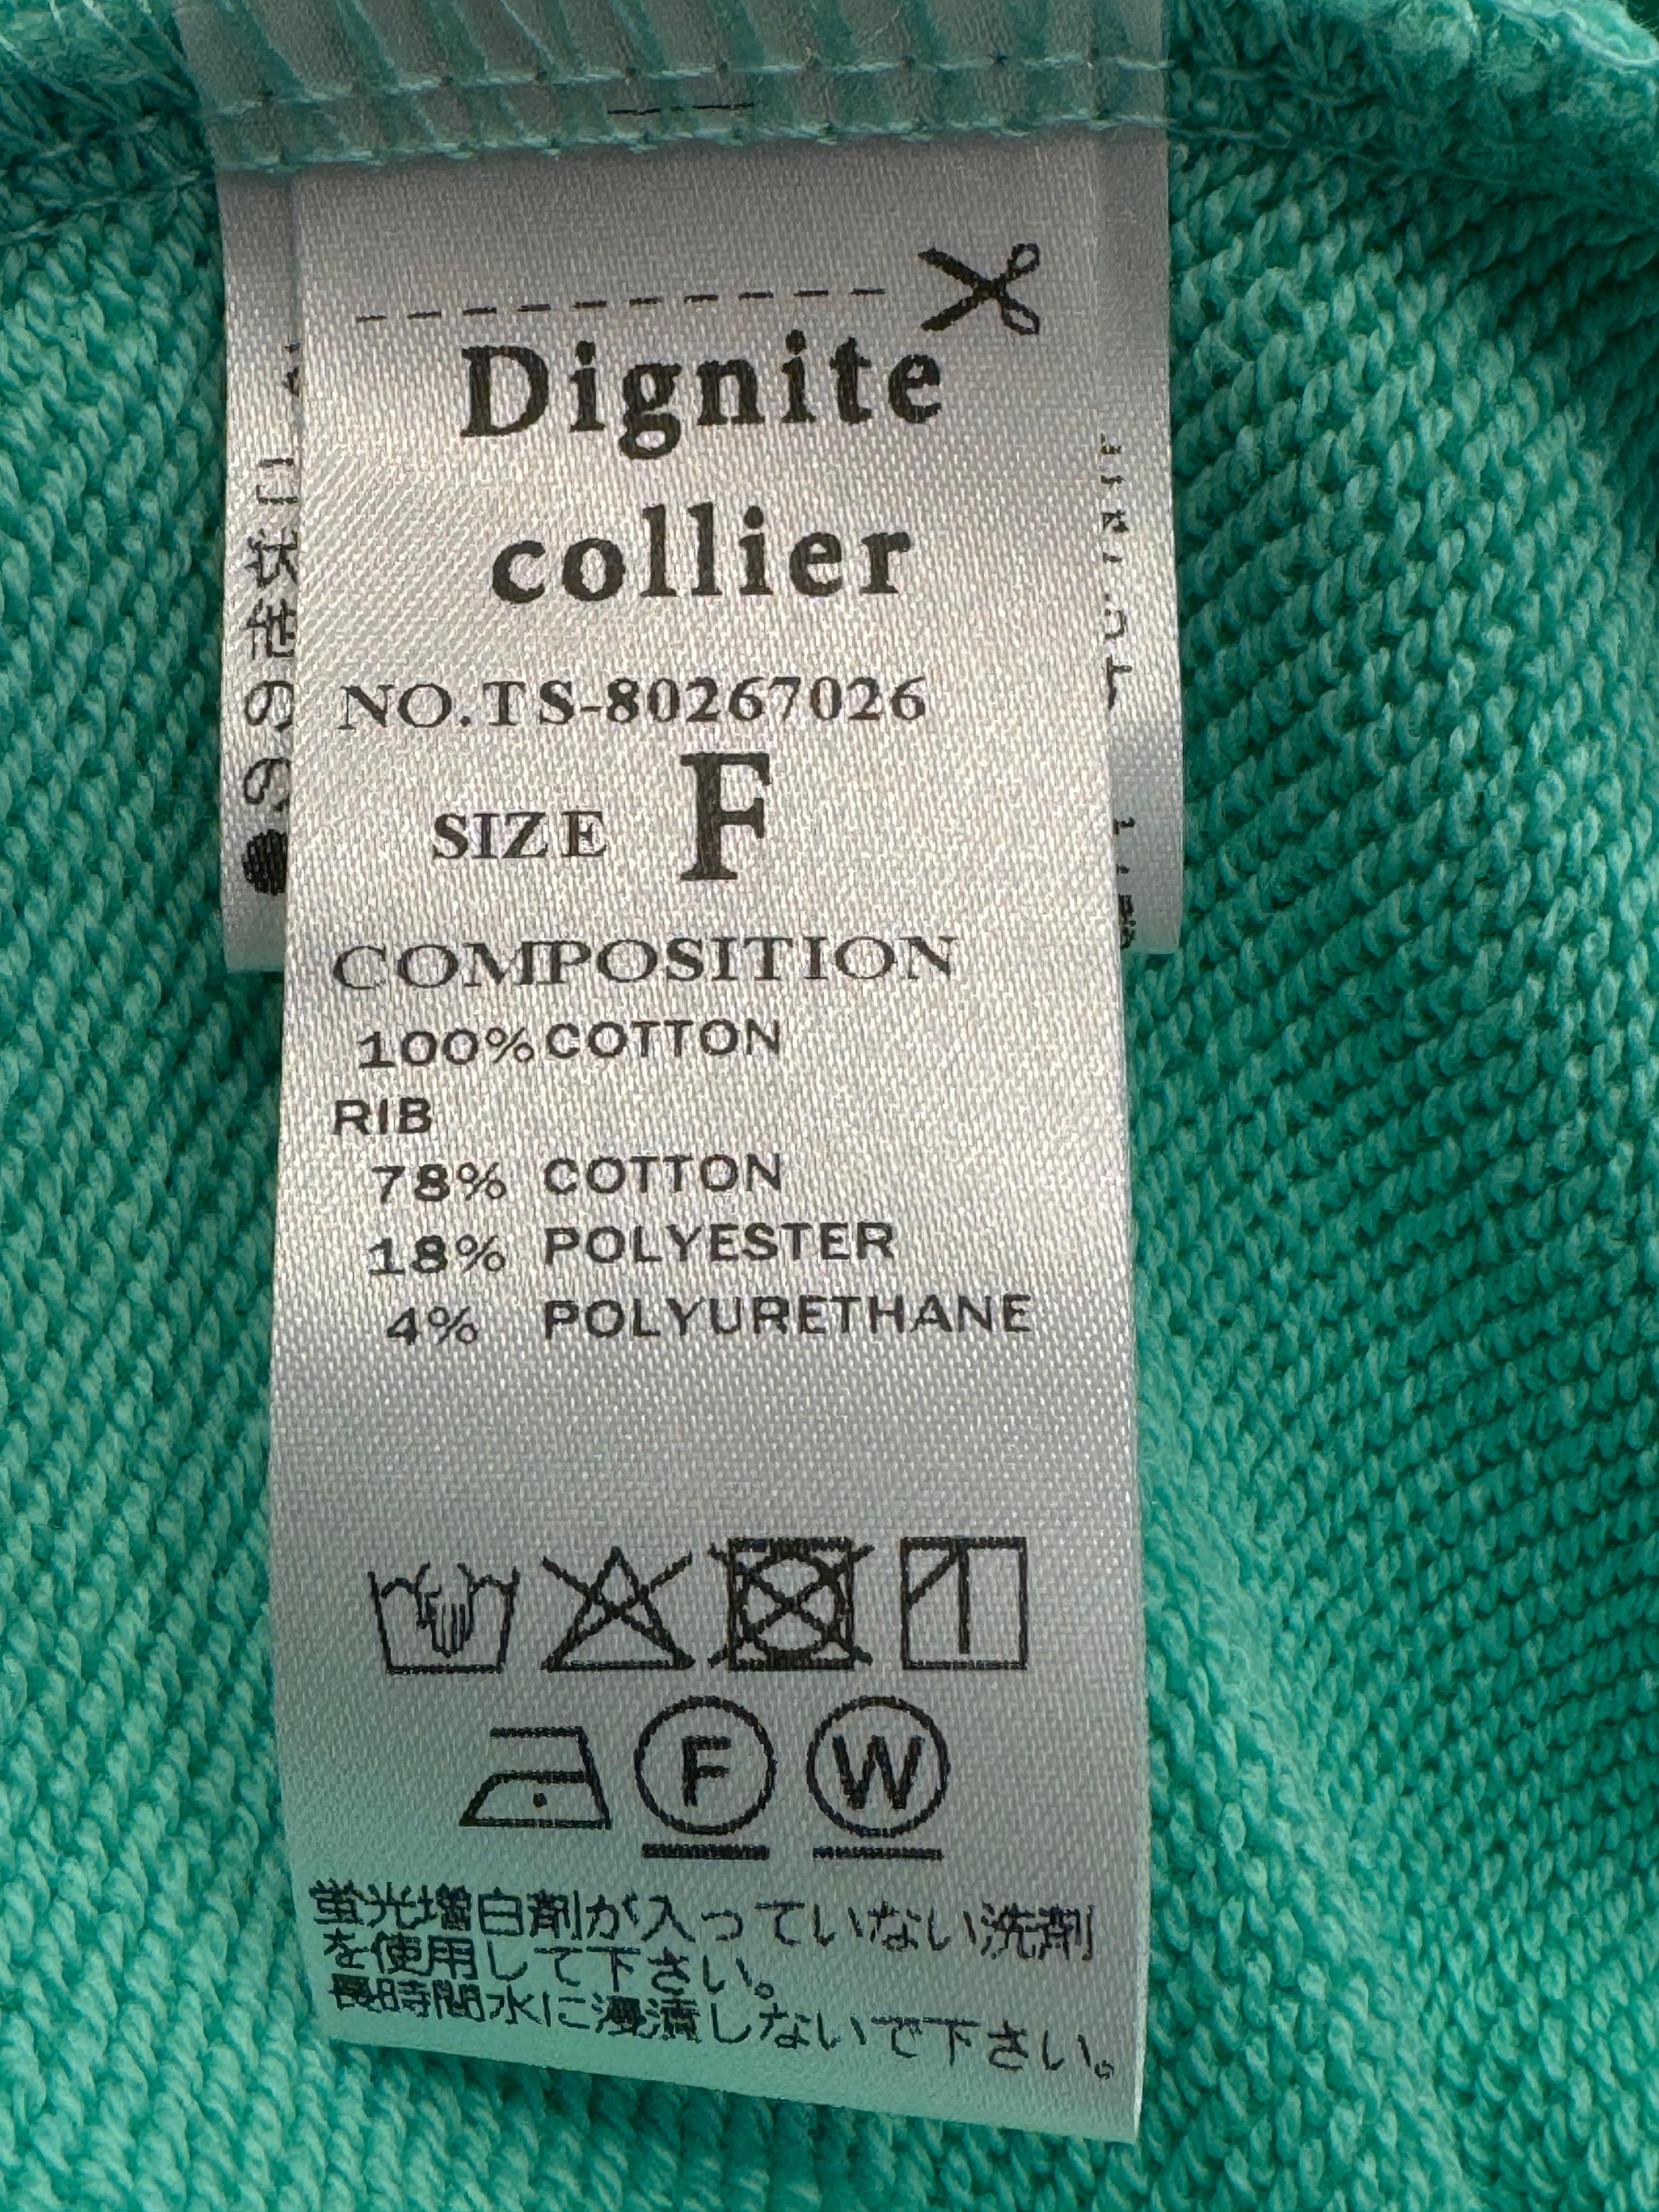 Dignite
collier
NO.TS-80267026
SIZE F
COMPOSITION
100% COTTON
RIB
78% COTTON
18% POLYESTER
4% POLYURETHANE
F W
蛍光増白剤が入っていない洗剤
を使用して下さい。
長時間水に浸漬しないで下さい。